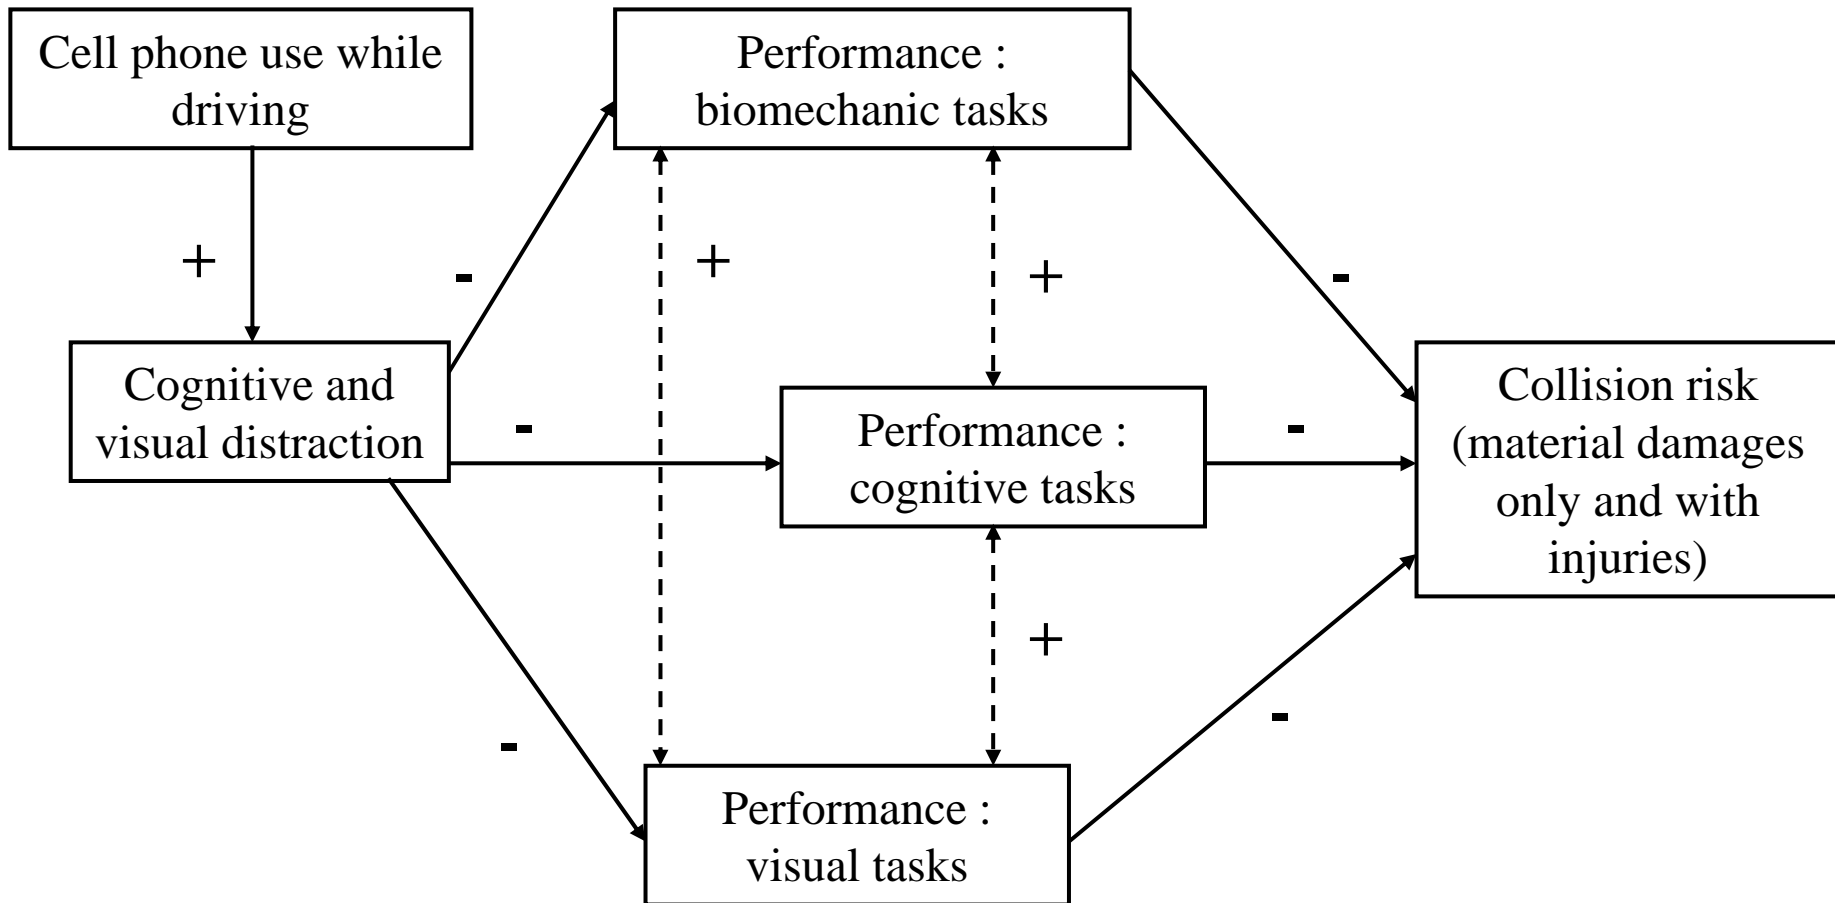 Cell phone use while
driving
Performance :
biomechanic tasks
+
-
+
+
-
Cognitive and
visual distraction
-
Performance :
cognitive tasks
-
Collision risk
(material damages
only and with
injuries)
+
-
-
Performance :
visual tasks